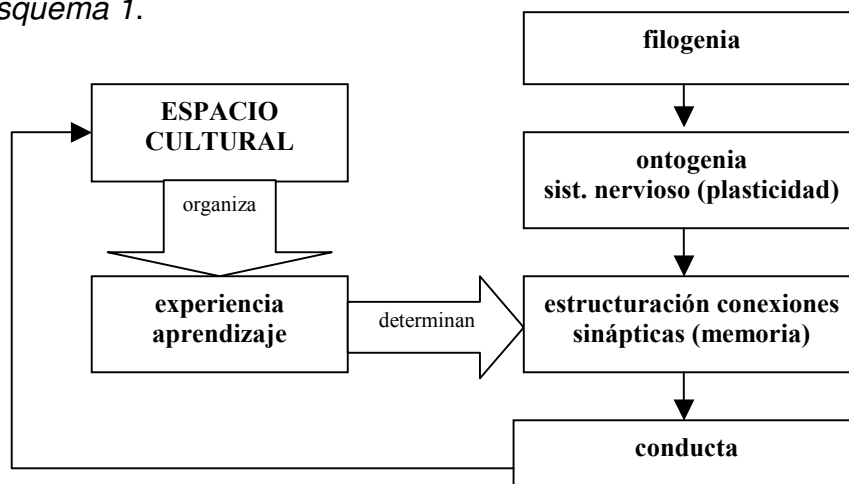 squema 1.
filogenia
ESPACIO
CULTURAL
ontogenia
sist. nervioso (plasticidad)
organiza
experiencia
aprendizaje
determinan
estructuración conexiones
sinápticas (memoria)
conducta